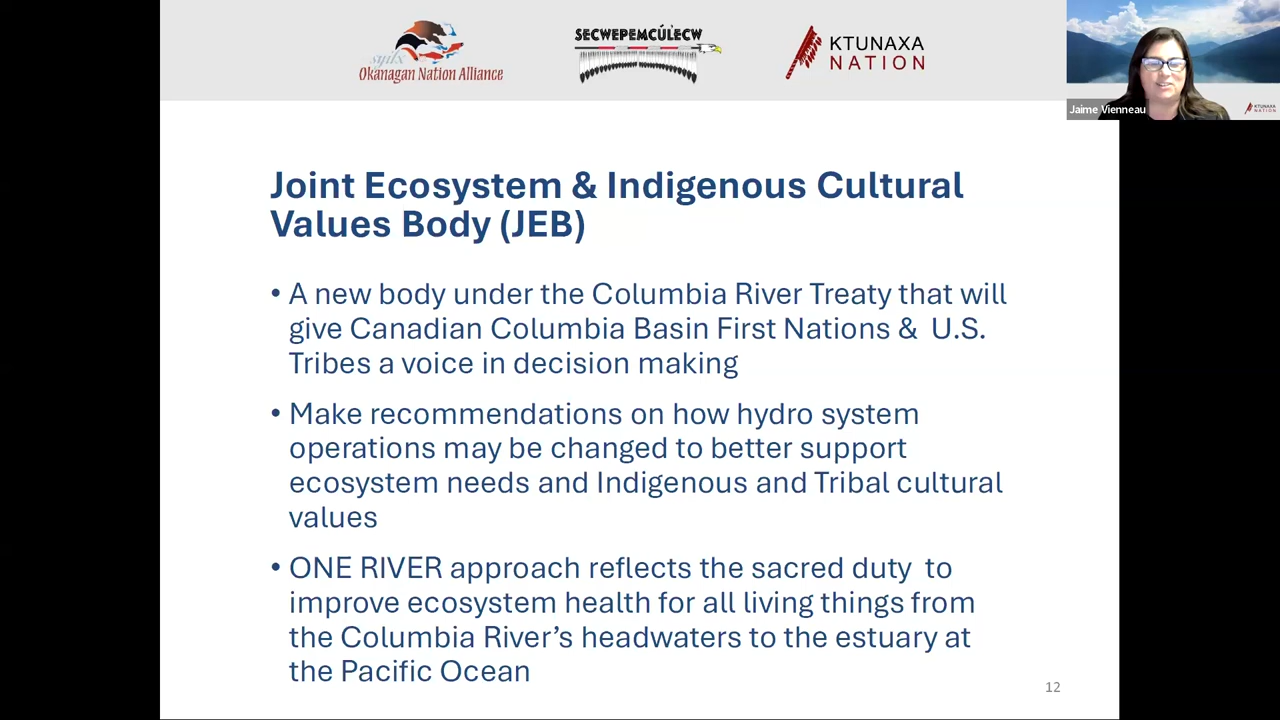 syilx
Okanagan Nation Alliance
SECWEPEMCÚLECW
KTUNAXA
NATION
Jaime Vienneau
KTUNAXA
NATION
Joint Ecosystem & Indigenous Cultural
Values Body (JEB)
• A new body under the Columbia River Treaty that will
give Canadian Columbia Basin First Nations & U.S.
Tribes a voice in decision making
• Make recommendations on how hydro system
operations may be changed to better support
ecosystem needs and Indigenous and Tribal cultural
values
• ONE RIVER approach reflects the sacred duty to
improve ecosystem health for all living things from
the Columbia River’s headwaters to the estuary at
the Pacific Ocean
12